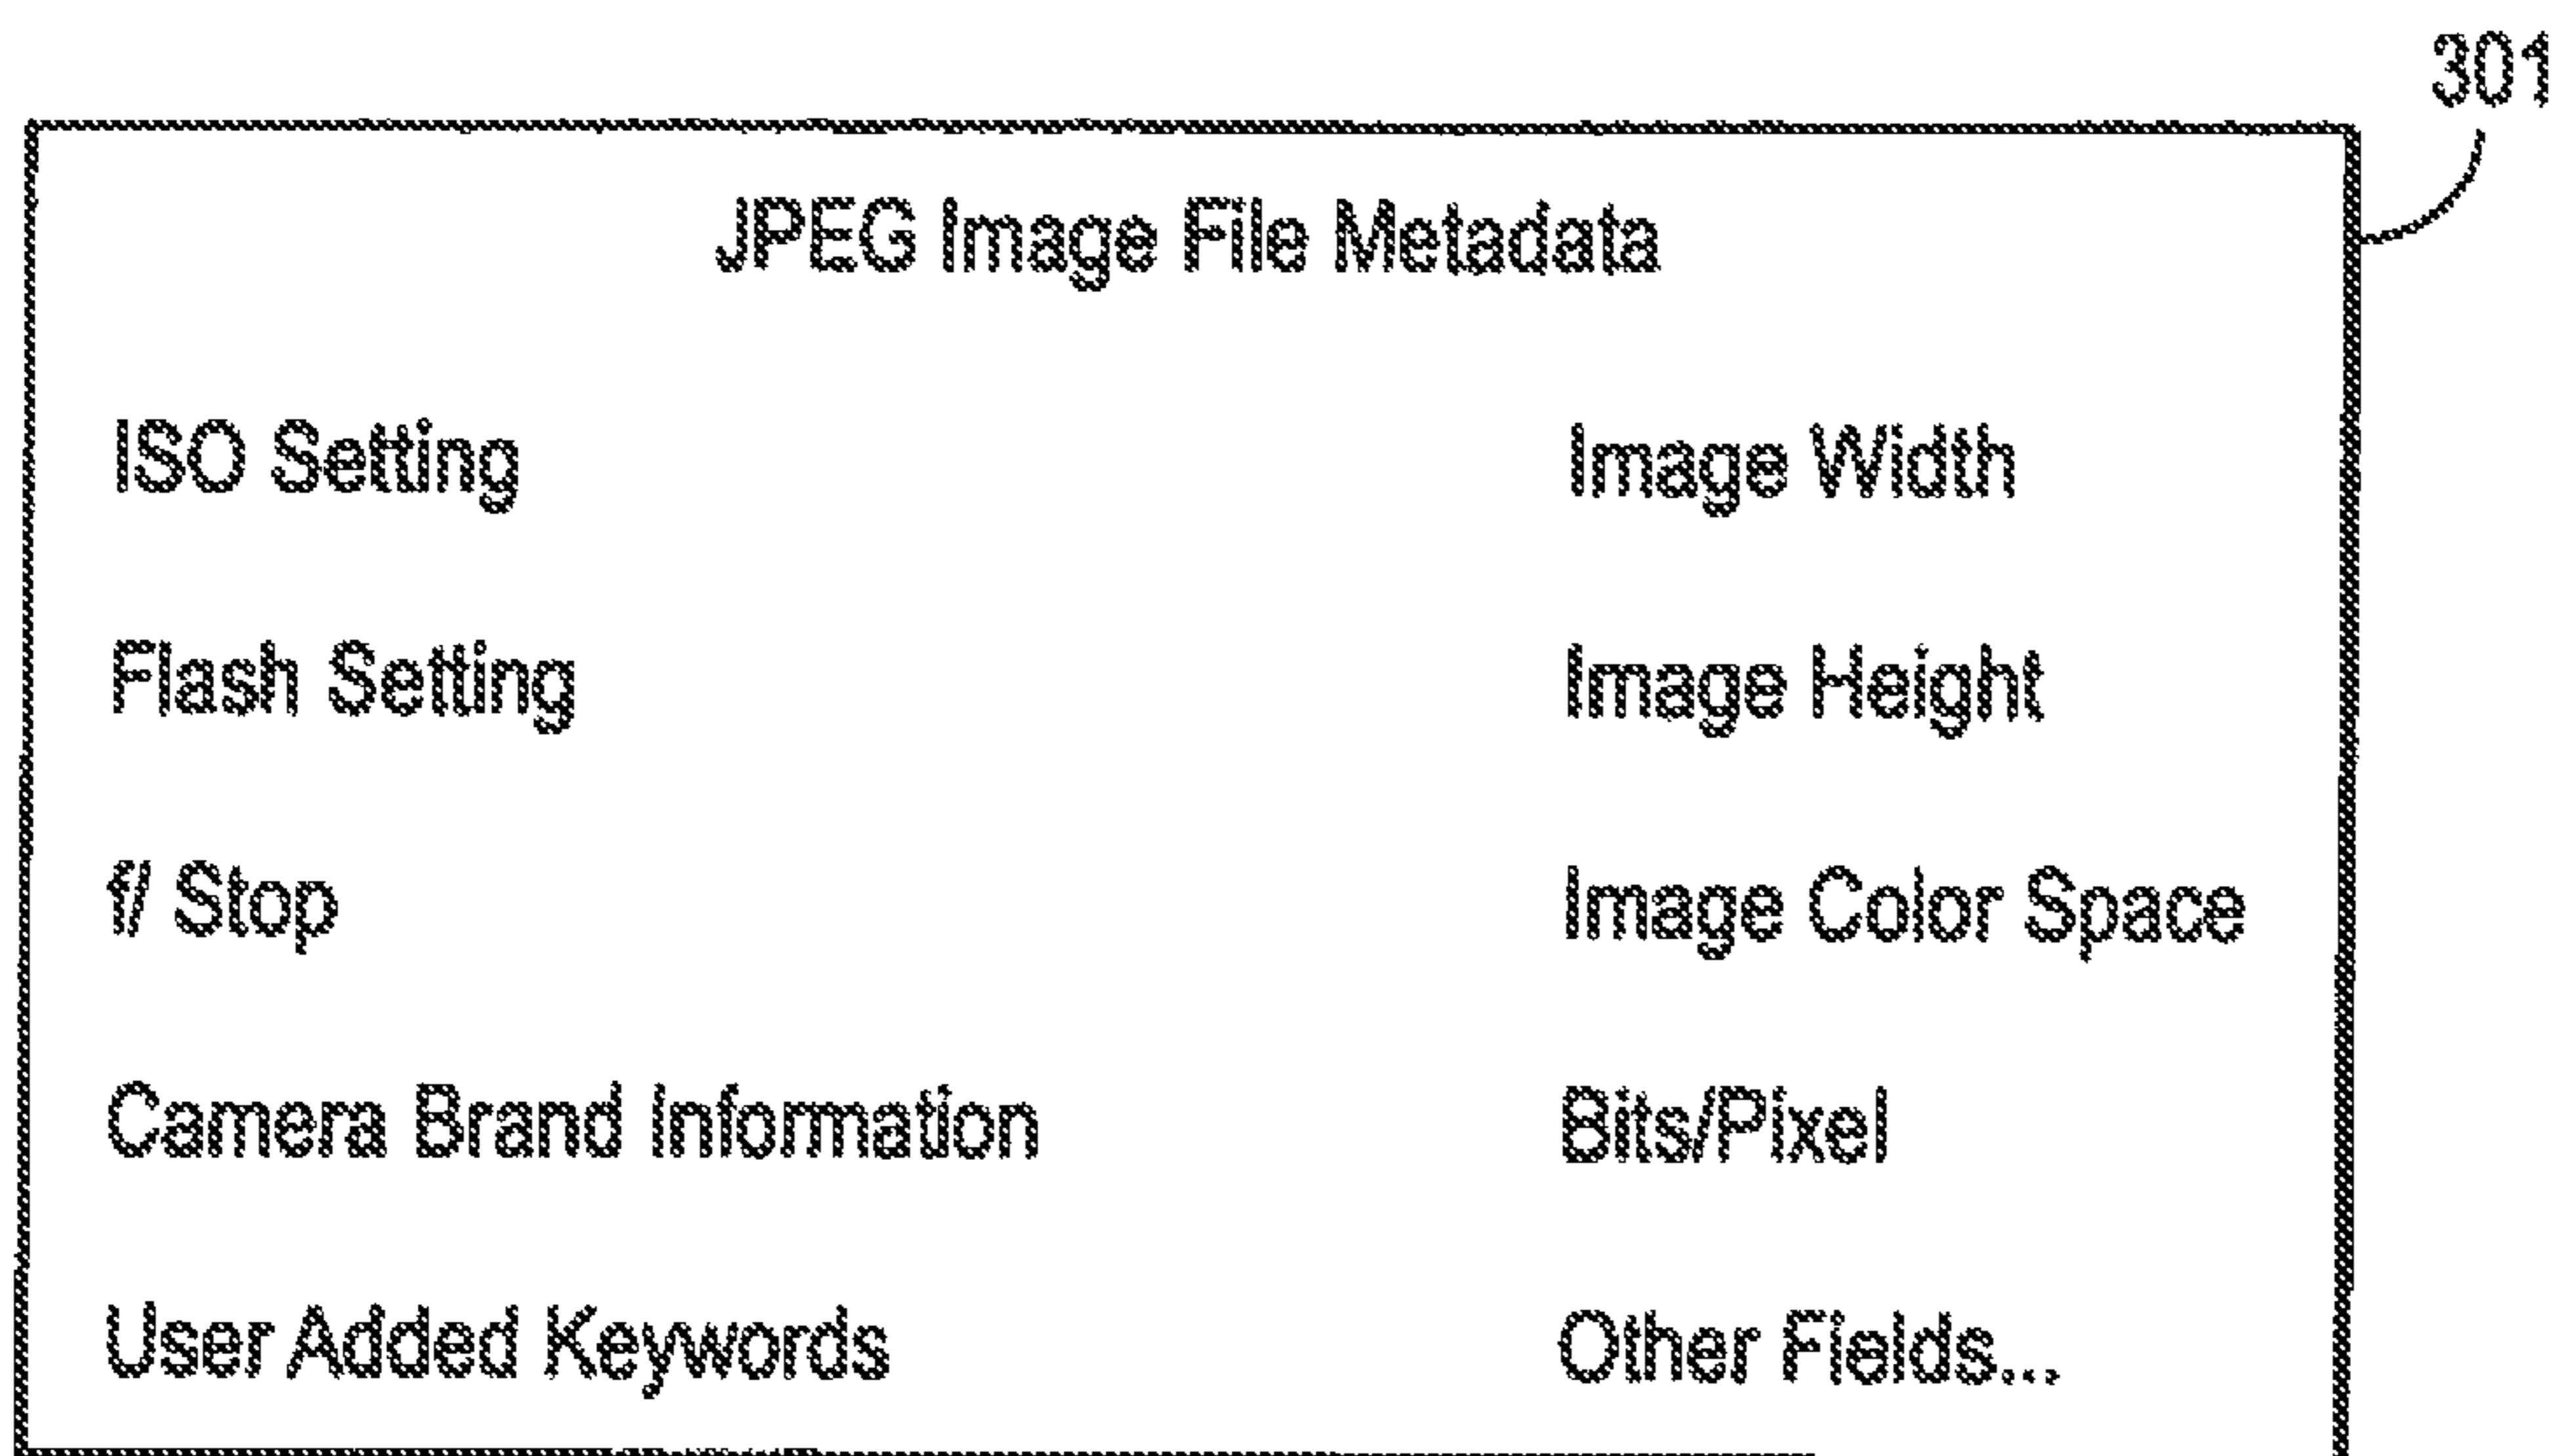 301
JPEG Image File Metadata
ISO Setting
Image Width
Flash Setting
Image Height
f/ Stop
Image Color Space
Camera Brand Information
Bits/Pixel
User Added Keywords
Other Fields...